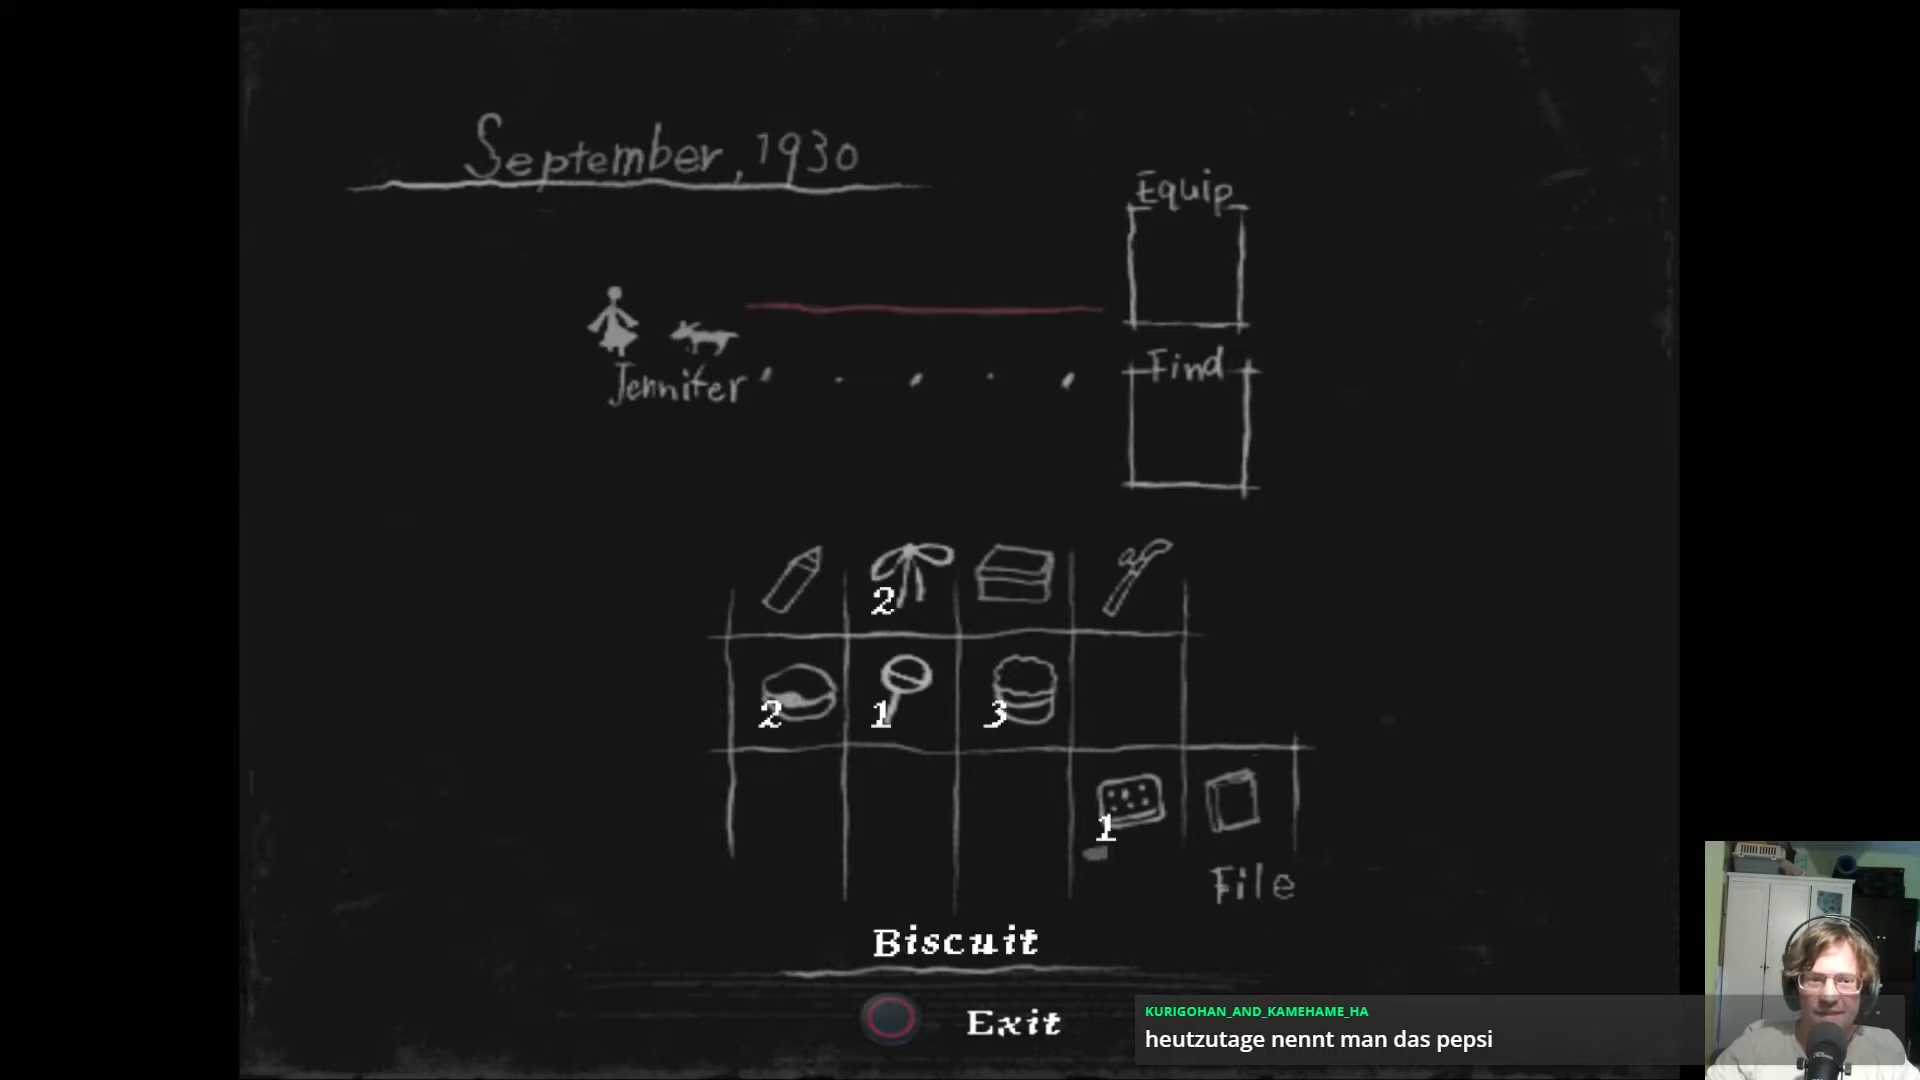 September, 1930
Equip
Find
Jennifer
2
2
1
3
1
File
Biscuit
Exit
KURIGOHAN_AND_KAMEHAME_HA
heutzutage nennt man das pepsi